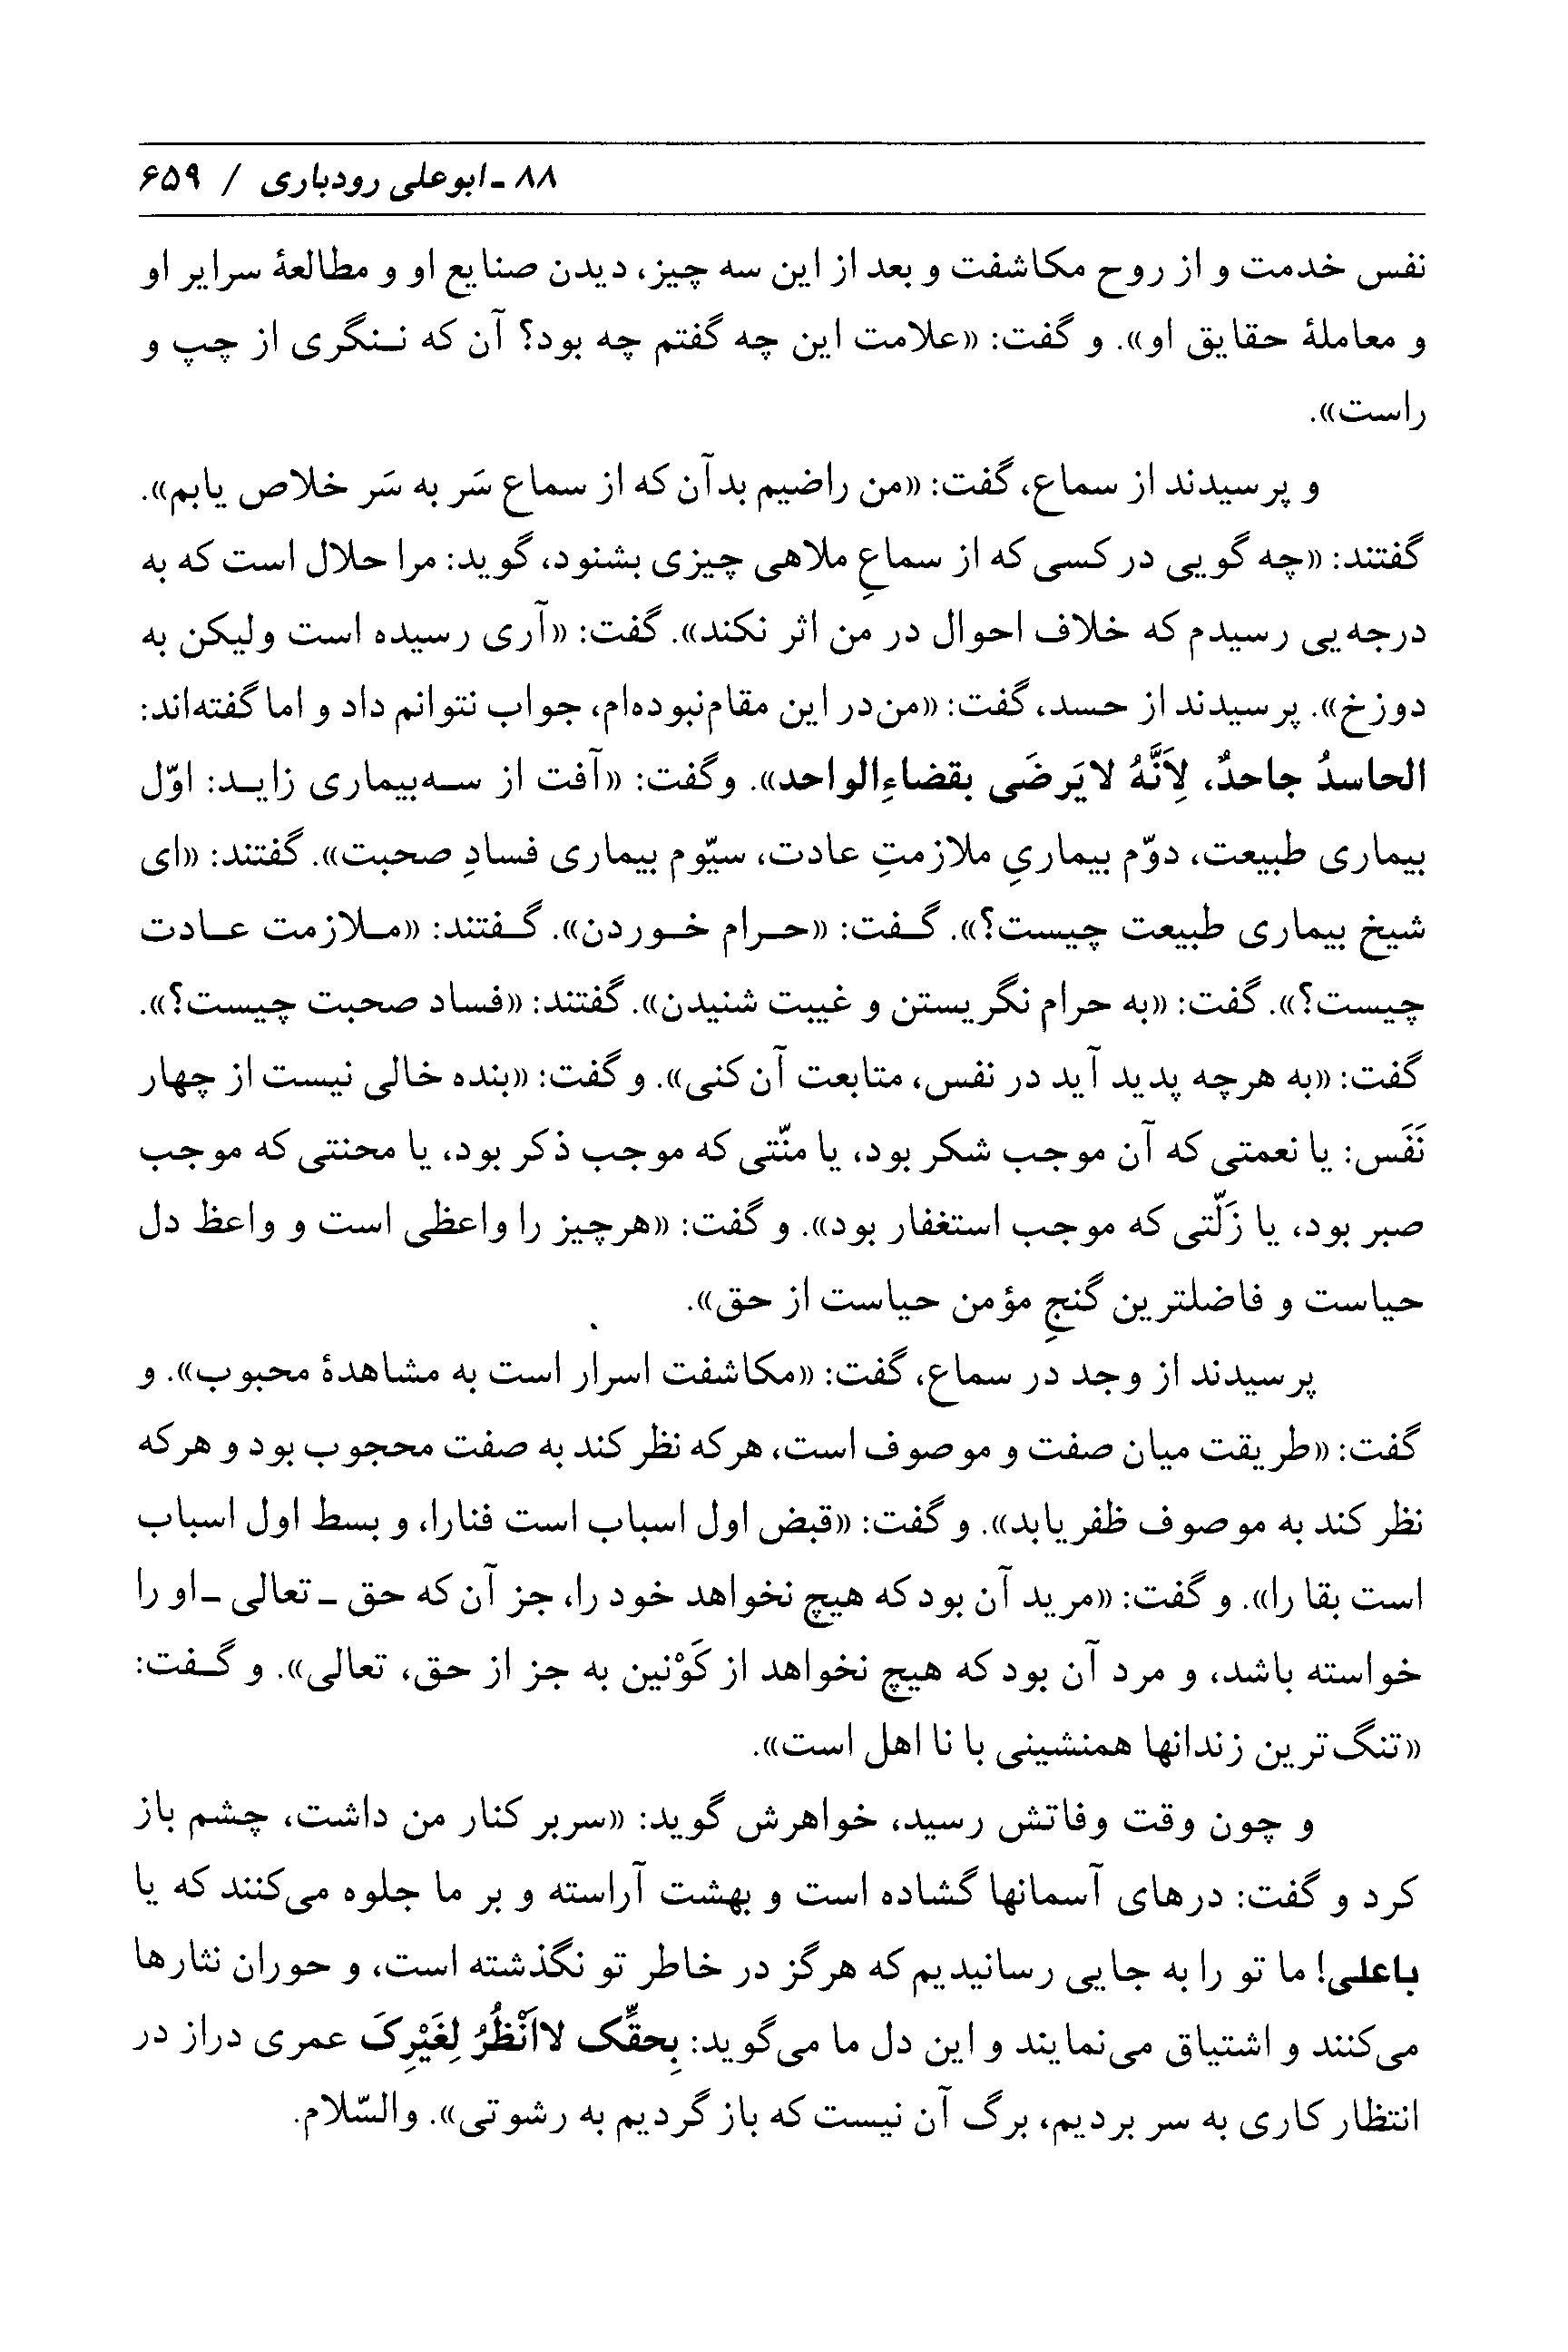 ۸۸ ـ ابوعلی رودباری / ۶۵۹
نفس خدمت و از روح مکاشفت و بعد از این سه چیز، دیدن صنایع او و مطالعهٔ سرایر او
و معاملهٔ حقایق او». و گفت: «علامت این چه گفتم چه بود؟ آن که نـنگری از چپ و
راست».
و پرسیدند از سماع، گفت: «من راضیم بدآن که از سماع سَر به سَر خلاص یابم».
گفتند: «چه گویی در کسی که از سماعِ ملاهی چیزی بشنود، گوید: مرا حلال است که به
درجه‌یی رسیدم که خلاف احوال در من اثر نکند». گفت: «آری رسیده است ولیکن به
دوزخ». پرسیدند از حسد، گفت: «من در این مقام نبوده‌ام، جواب نتوانم داد و اما گفته‌اند:
الحاسدُ جاحدٌ، لِاَنَّهُ لایَرضَی بقضاءِالواحد». وگفت: «آفت از سـه‌بیماری زایـد: اوّل
بیماری طبیعت، دوّم بیماریِ ملازمتِ عادت، سیّوم بیماری فسادِ صحبت». گفتند: «ای
شیخ بیماری طبیعت چیست؟». گـفت: «حـرام خـوردن». گـفتند: «مـلازمت عـادت
چیست؟». گفت: «به حرام نگریستن و غیبت شنیدن». گفتند: «فساد صحبت چیست؟».
گفت: «به هرچه پدید آید در نفس، متابعت آن کنی». و گفت: «بنده خالی نیست از چهار
نَفَس: یا نعمتی که آن موجب شکر بود، یا منّتی که موجب ذکر بود، یا محنتی که موجب
صبر بود، یا زَلّتی که موجب استغفار بود». و گفت: «هرچیز را واعظی است و واعظ دل
حیاست و فاضلترین گنجِ مؤمن حیاست از حق».
پرسیدند از وجد در سماع، گفت: «مکاشفت اسرار است به مشاهدهٔ محبوب». و
گفت: «طریقت میان صفت و موصوف است، هرکه نظر کند به صفت محجوب بود و هرکه
نظر کند به موصوف ظفر یابد». و گفت: «قبض اول اسباب است فنارا، و بسط اول اسباب
است بقا را». و گفت: «مرید آن بود که هیچ نخواهد خود را، جز آن که حق ـ تعالی ـ او را
خواسته باشد، و مرد آن بود که هیچ نخواهد از کَوْنین به جز از حق، تعالی». و گـفت:
«تنگ‌ترین زندانها همنشینی با نا اهل است».
و چون وقت وفاتش رسید، خواهرش گوید: «سربر کنار من داشت، چشم باز
کرد و گفت: درهای آسمانها گشاده است و بهشت آراسته و بر ما جلوه می‌کنند که یا
باعلی! ما تو را به جایی رسانیدیم که هرگز در خاطر تو نگذشته است، و حوران نثارها
می‌کنند و اشتیاق می‌نمایند و این دل ما می‌گوید: بِحقِّک لااَنْظُرُ لِغَیْرِکَ عمری دراز در
انتظار کاری به سر بردیم، برگ آن نیست که باز گردیم به رشوتی». والسّلام.